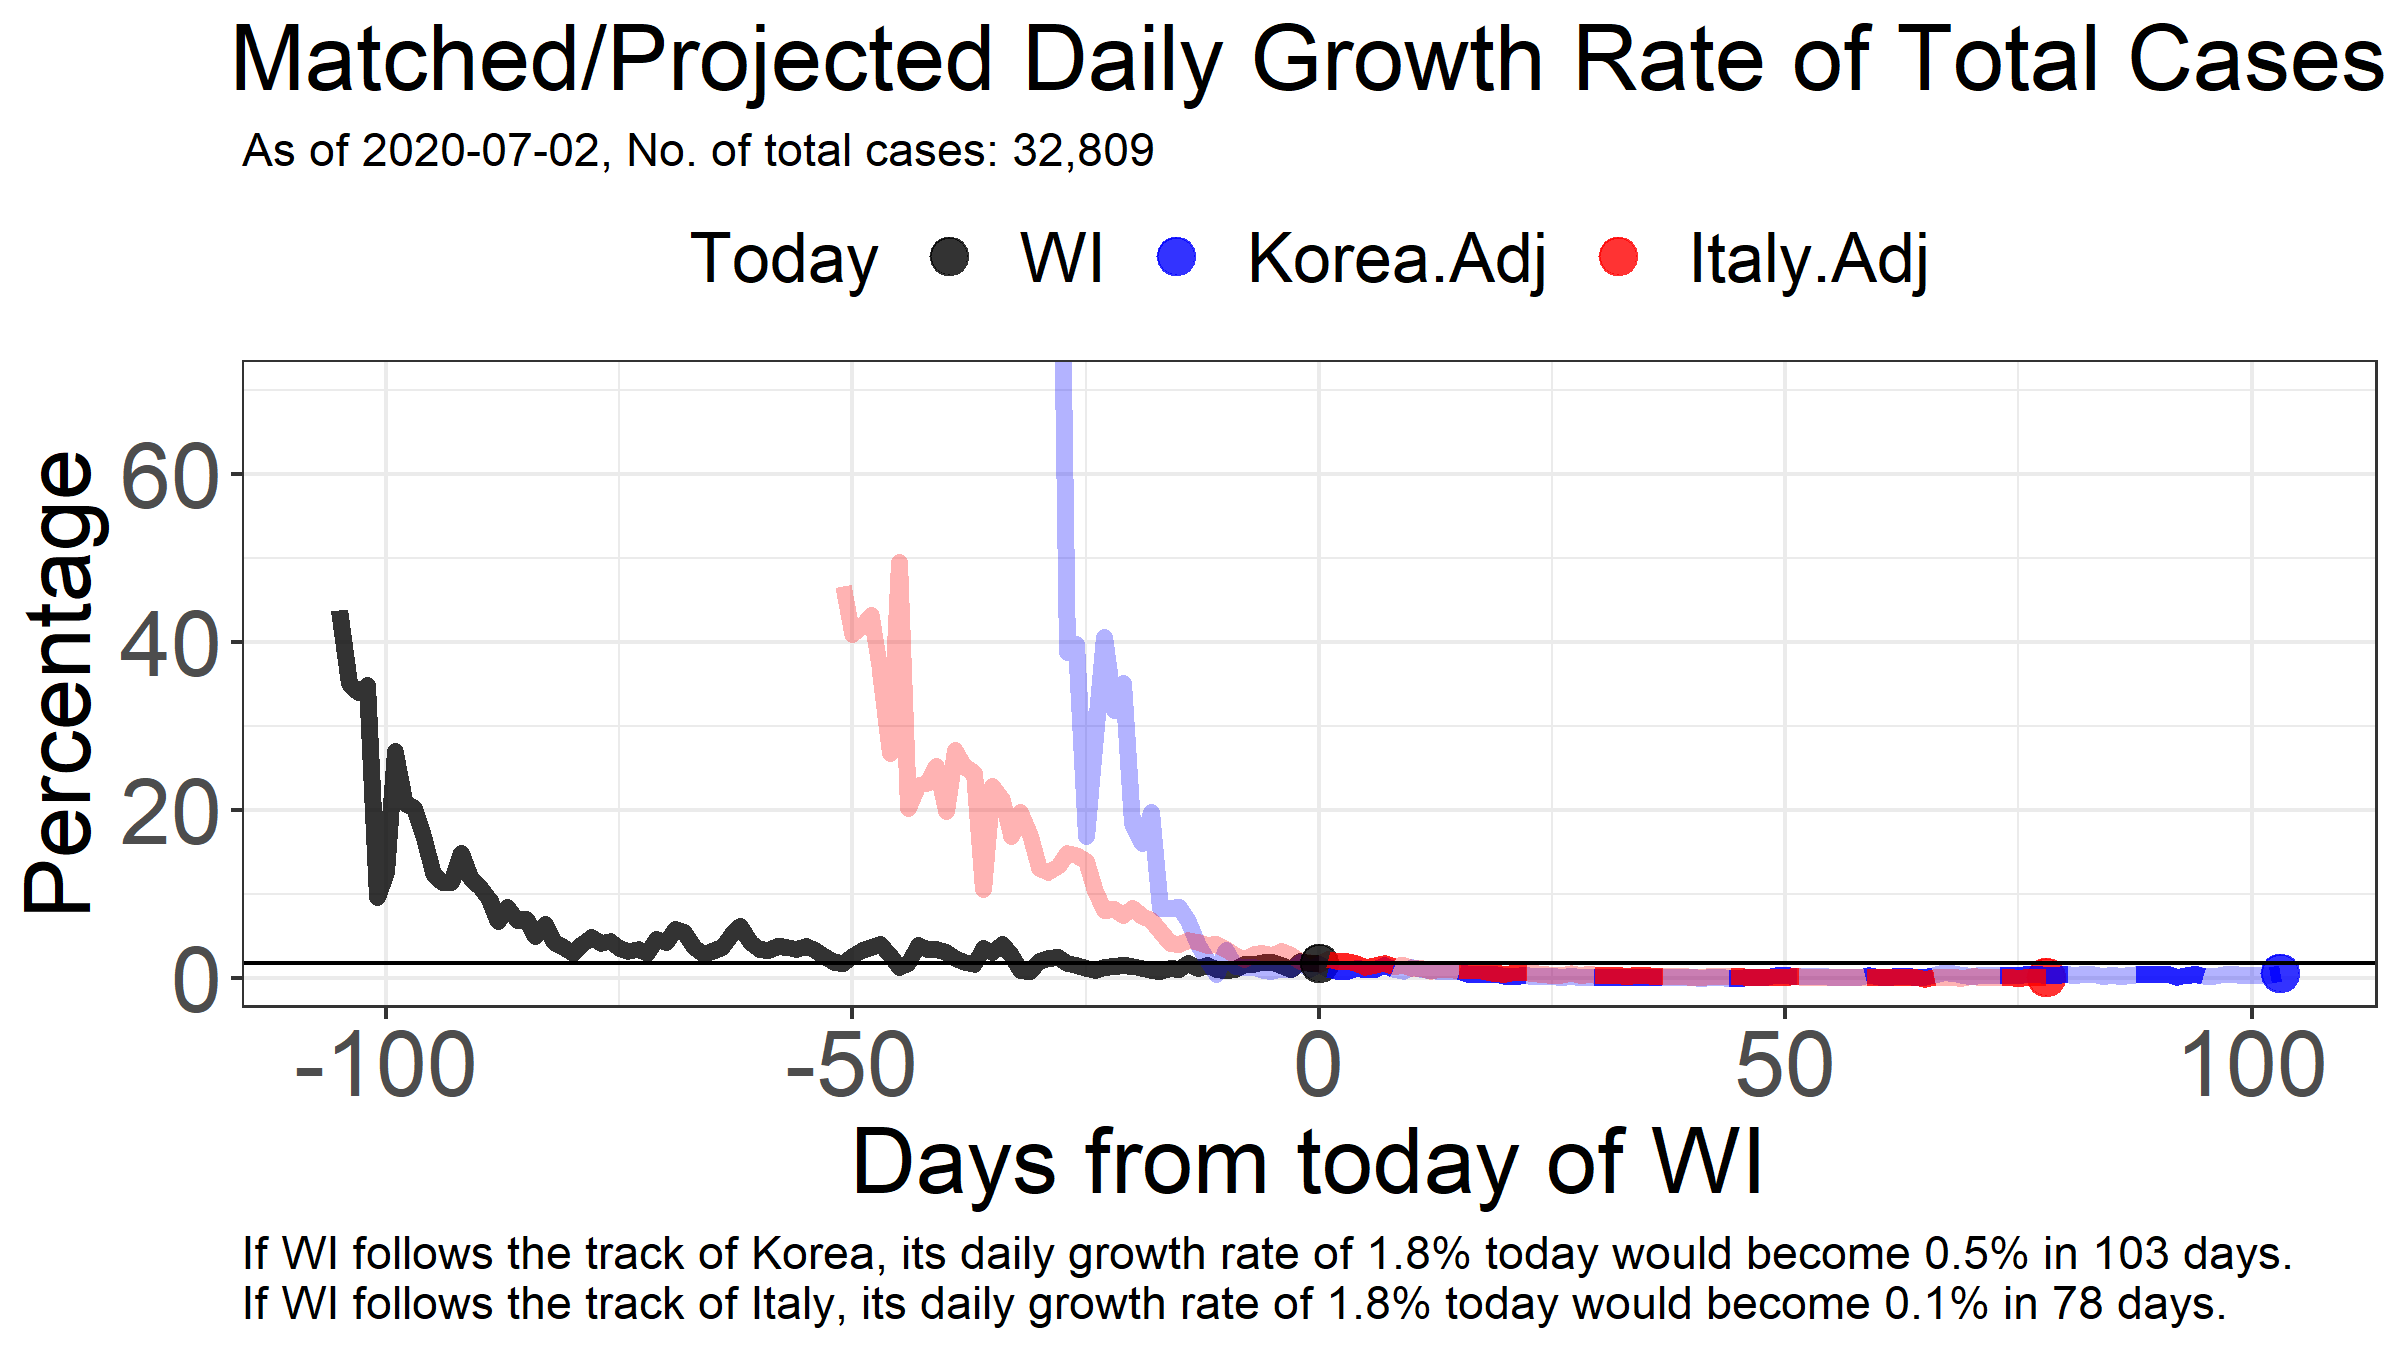 Matched/Projected Daily Growth Rate of Total Cases
As of 2020-07-02, No. of total cases: 32,809
Today WI Korea.Adj Italy.Adj
Percentage
60
40
20
0
-100 -50 0 50 100
Days from today of WI
If WI follows the track of Korea, its daily growth rate of 1.8% today would become 0.5% in 103 days.
If WI follows the track of Italy, its daily growth rate of 1.8% today would become 0.1% in 78 days.